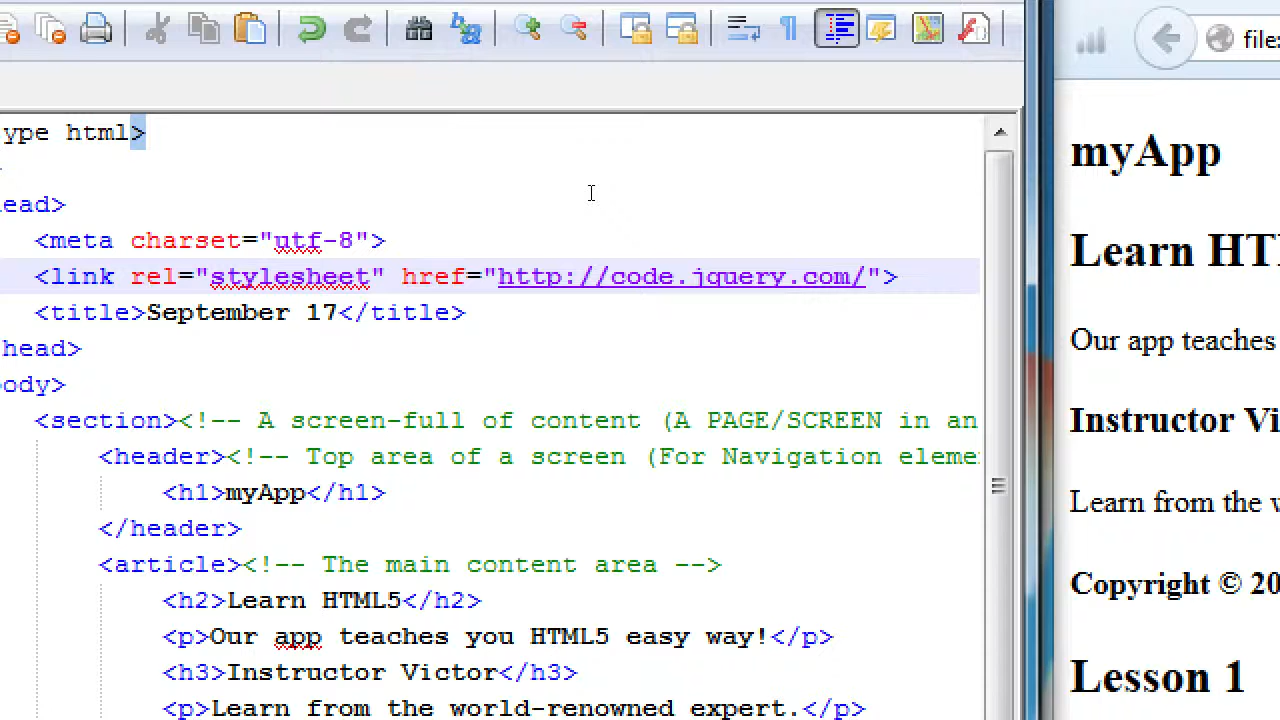 ype html>
ead>
<meta charset="utf-8">
<link rel="stylesheet" href="http://code.jquery.com/">
<title>September 17</title>
head>
ody>
<section><!-- A screen-full of content (A PAGE/SCREEN in an
<header><!-- Top area of a screen (For Navigation eleme
<h1>myApp</h1>
</header>
<article><!-- The main content area -->
<h2>Learn HTML5</h2>
<p>Our app teaches you HTML5 easy way!</p>
<h3>Instructor Victor</h3>
<p>Learn from the world-renowned expert.</p>
file:
myApp
Learn HT
Our app teaches
Instructor Vi
Learn from the w
Copyright © 20
Lesson 1